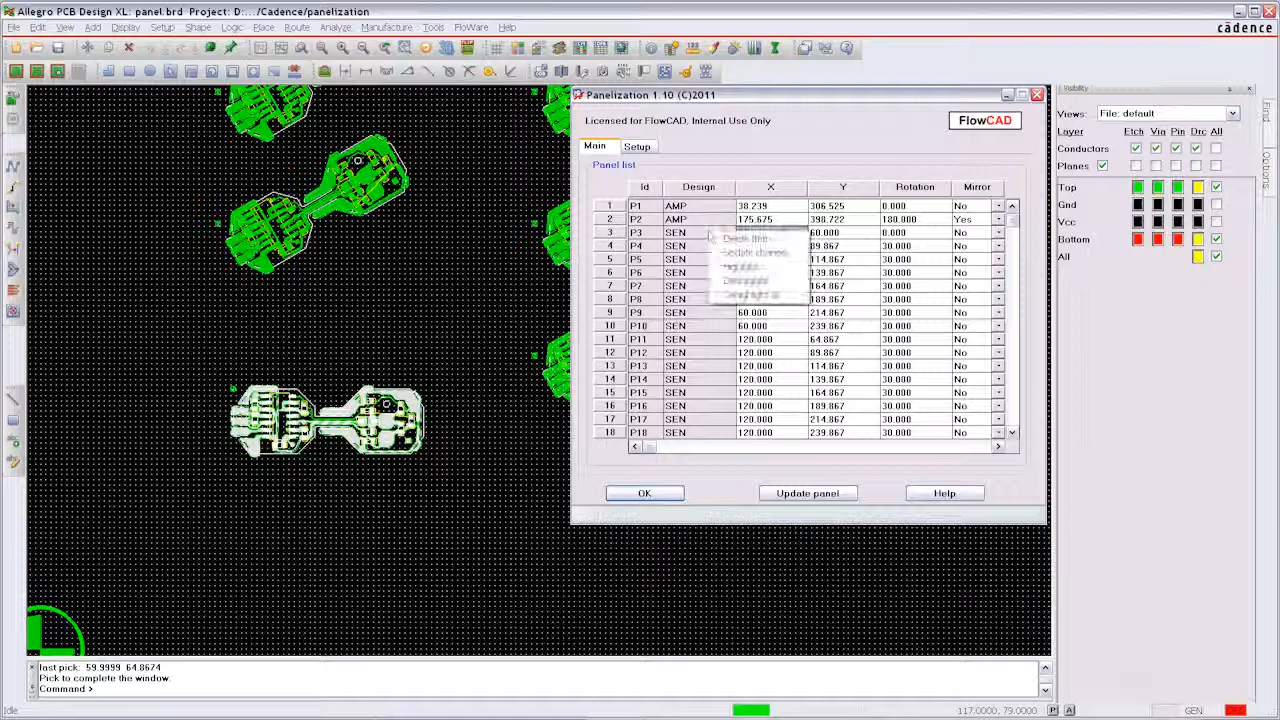 Allegro PCB Design XL: panel.brd  Project: D:.../Cadence/panelization
File Edit View Add Display Setup Shape Logic Place Route Analyze Manufacture Tools FloWare Help
cādence
Panelization 1.10 (C)2011
Licensed for FlowCAD, Internal Use Only
FlowCAD
Main Setup
Panel list
Id Design X Y Rotation Mirror
1 P1 AMP 38.239 306.525 0.000 No
2 P2 AMP 175.675 398.722 180.000 Yes
3 P3 SEN 60.000 0.000 No
4 P4 SEN 89.867 30.000 No
5 P5 SEN 114.867 30.000 No
6 P6 SEN 139.867 30.000 No
7 P7 SEN 164.867 30.000 No
8 P8 SEN 189.867 30.000 No
9 P9 SEN 60.000 214.867 30.000 No
10 P10 SEN 60.000 239.867 30.000 No
11 P11 SEN 120.000 64.867 30.000 No
12 P12 SEN 120.000 89.867 30.000 No
13 P13 SEN 120.000 114.867 30.000 No
14 P14 SEN 120.000 139.867 30.000 No
15 P15 SEN 120.000 164.867 30.000 No
16 P16 SEN 120.000 189.867 30.000 No
17 P17 SEN 120.000 214.867 30.000 No
18 P18 SEN 120.000 239.867 30.000 No
OK Update panel Help
Visibility
Views: File: default
Layer Etch Via Pin Drc All
Conductors
Planes
Top
Gnd
Vcc
Bottom
All
Find
Options
last pick: 59.9999 64.8674
Pick to complete the window.
Command >
Idle
117.0000, 79.0000 P A GEN